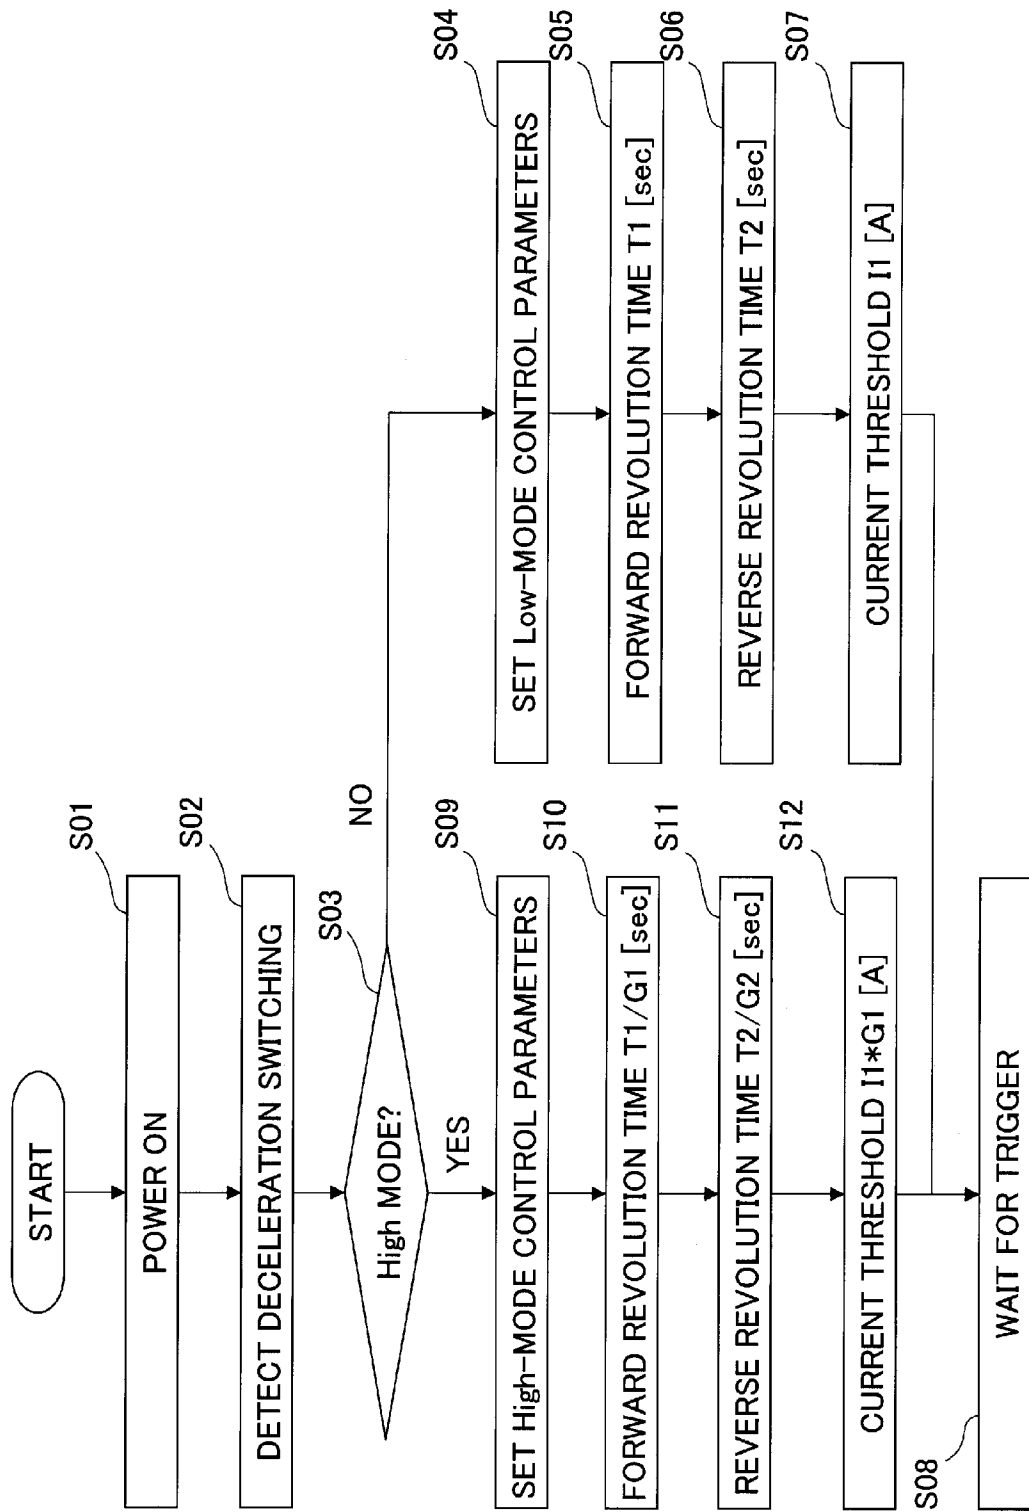 START
S01
POWER ON
S02
DETECT DECELERATION SWITCHING
S03
High MODE?
NO
YES
S09
SET High-MODE CONTROL PARAMETERS
S10
FORWARD REVOLUTION TIME T1/G1 [sec]
S11
REVERSE REVOLUTION TIME T2/G2 [sec]
S12
CURRENT THRESHOLD I1*G1 [A]
S04
SET Low-MODE CONTROL PARAMETERS
S05
FORWARD REVOLUTION TIME T1 [sec]
S06
REVERSE REVOLUTION TIME T2 [sec]
S07
CURRENT THRESHOLD I1 [A]
S08
WAIT FOR TRIGGER